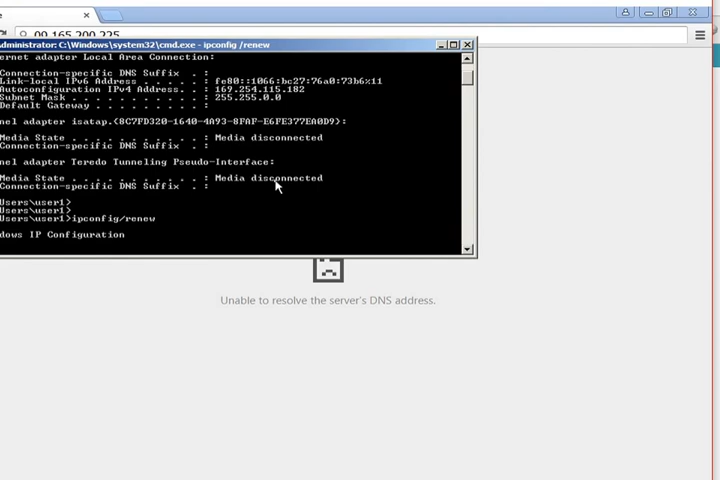 09.165.200.225
Administrator: C:\Windows\system32\cmd.exe - ipconfig /renew
ernet adapter Local Area Connection:
Connection-specific DNS Suffix . :
Link-local IPv6 Address . . . . . : fe80::1066:bc27:76a0:73b6%11
Autoconfiguration IPv4 Address. . : 169.254.115.182
Subnet Mask . . . . . . . . . . . : 255.255.0.0
Default Gateway . . . . . . . . . :
nel adapter isatap.{8C7FD320-1640-4A93-8FAF-E6FE377EA0D9}:
Media State . . . . . . . . . . . : Media disconnected
Connection-specific DNS Suffix . :
nel adapter Teredo Tunneling Pseudo-Interface:
Media State . . . . . . . . . . . : Media disconnected
Connection-specific DNS Suffix . :
Users\user1>
Users\user1>
Users\user1>ipconfig/renew
dows IP Configuration
Unable to resolve the server's DNS address.